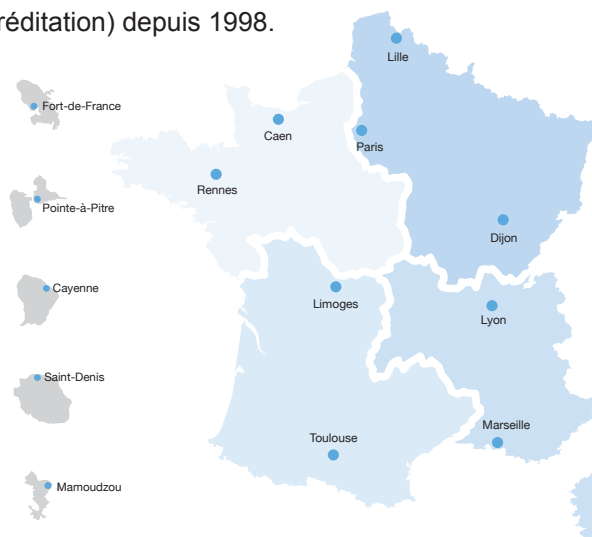 réditation) depuis 1998.
Lille
Fort-de-France
Caen
Paris
Rennes
Pointe-à-Pitre
Dijon
Cayenne
Limoges
Lyon
Saint-Denis
Marseille
Toulouse
Mamoudzou